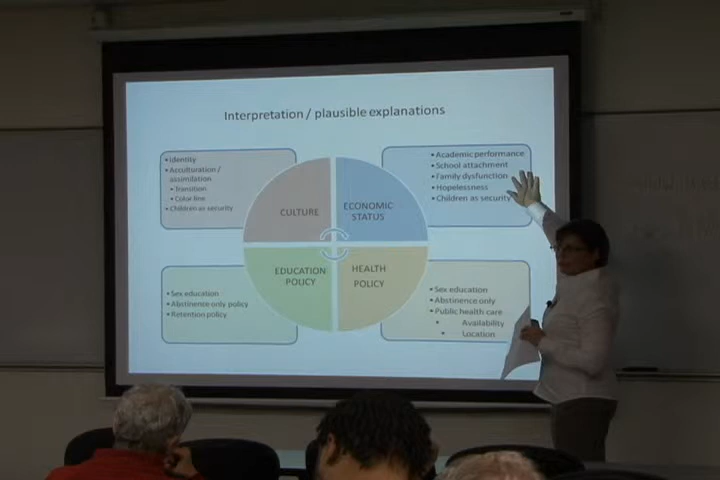 Interpretation / plausible explanations
• Identity
• Acculturation /
assimilation
• Transition
• Color line
• Children as security
• Academic performance
• School attachment
• Family dysfunction
• Hopelessness
• Children as security
CULTURE
ECONOMIC
STATUS
EDUCATION
POLICY
HEALTH
POLICY
• Sex education
• Abstinence only policy
• Retention policy
• Sex education
• Abstinence only
• Public health care
• Availability
• Location